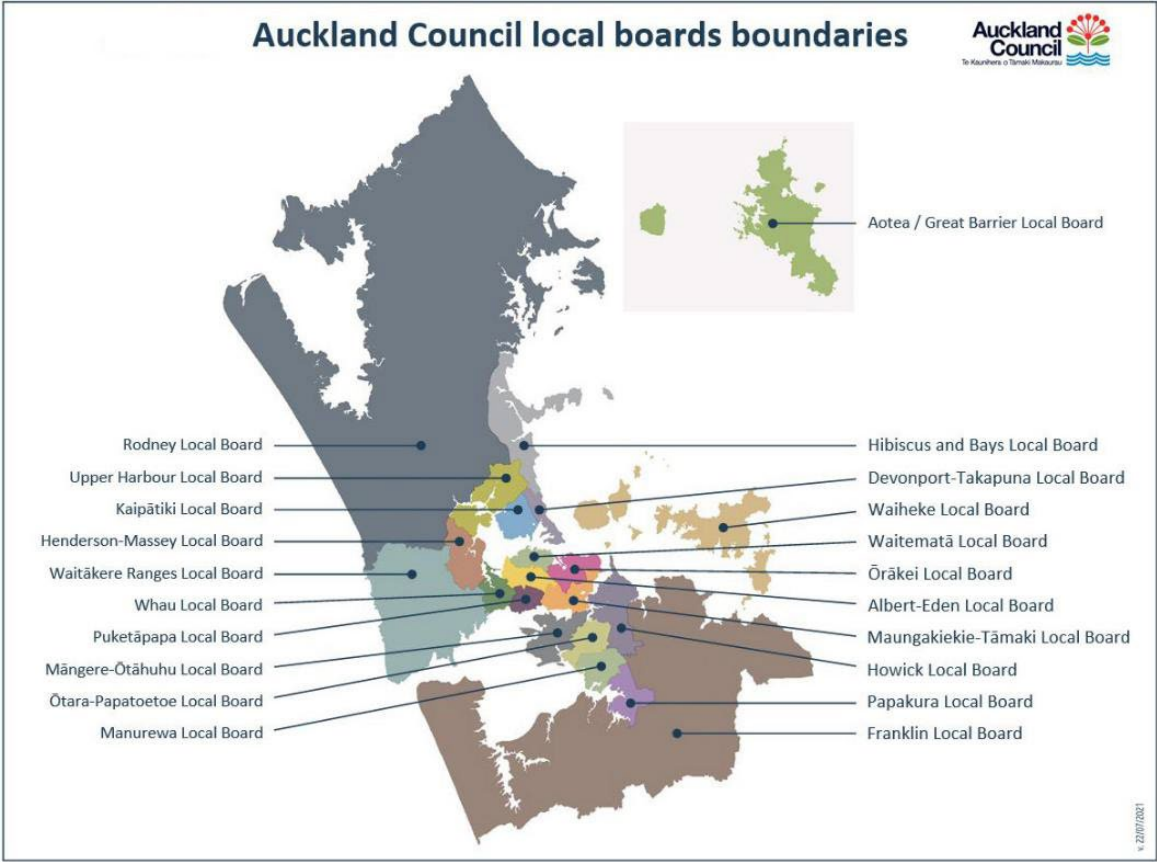 Auckland Council local boards boundaries
Auckland
Council
Te Kaunihera o Tāmaki Makaurau
Aotea / Great Barrier Local Board
Rodney Local Board
Upper Harbour Local Board
Kaipātiki Local Board
Henderson-Massey Local Board
Waitākere Ranges Local Board
Whau Local Board
Puketāpapa Local Board
Māngere-Ōtāhuhu Local Board
Ōtara-Papatoetoe Local Board
Manurewa Local Board
Hibiscus and Bays Local Board
Devonport-Takapuna Local Board
Waiheke Local Board
Waitematā Local Board
Ōrākei Local Board
Albert-Eden Local Board
Maungakiekie-Tāmaki Local Board
Howick Local Board
Papakura Local Board
Franklin Local Board
v. 22/07/2021